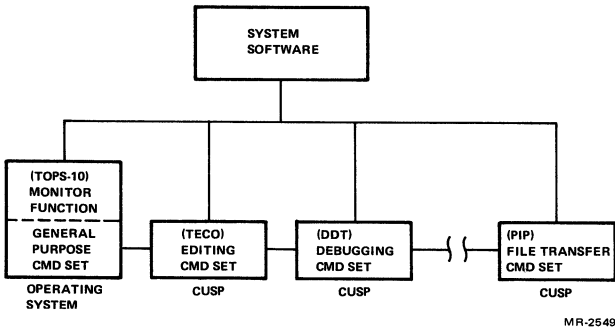 SYSTEM
SOFTWARE
(TOPS-10)
MONITOR
FUNCTION
GENERAL
PURPOSE
CMD SET
OPERATING
SYSTEM
(TECO)
EDITING
CMD SET
CUSP
(DDT)
DEBUGGING
CMD SET
CUSP
(PIP)
FILE TRANSFER
CMD SET
CUSP
MR-2549